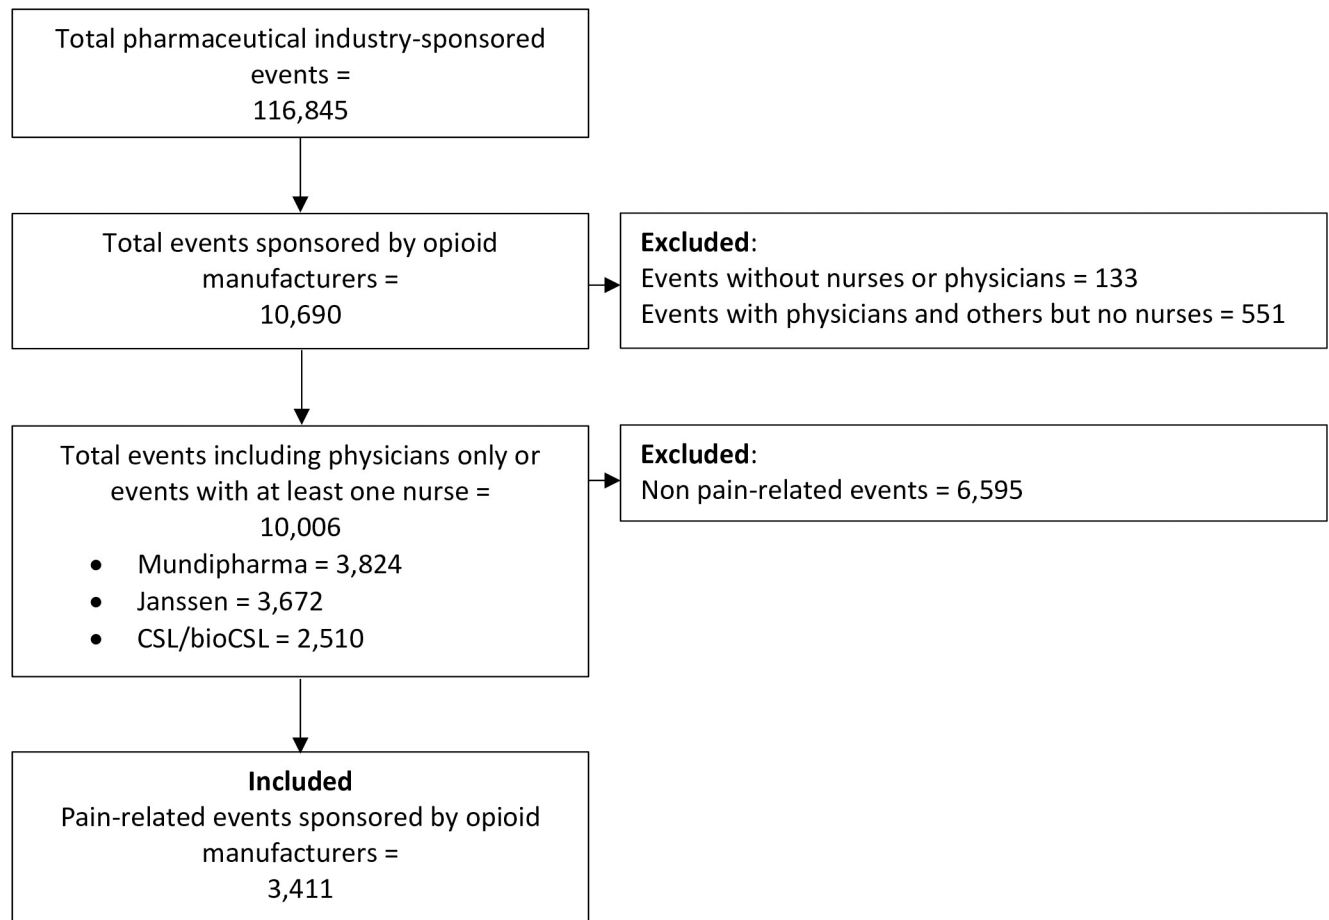 Total pharmaceutical industry-sponsored
events =
116,845
Total events sponsored by opioid
manufacturers =
10,690
Excluded:
Events without nurses or physicians = 133
Events with physicians and others but no nurses = 551
Total events including physicians only or
events with at least one nurse =
10,006
• Mundipharma = 3,824
• Janssen = 3,672
• CSL/bioCSL = 2,510
Excluded:
Non pain-related events = 6,595
Included
Pain-related events sponsored by opioid
manufacturers =
3,411